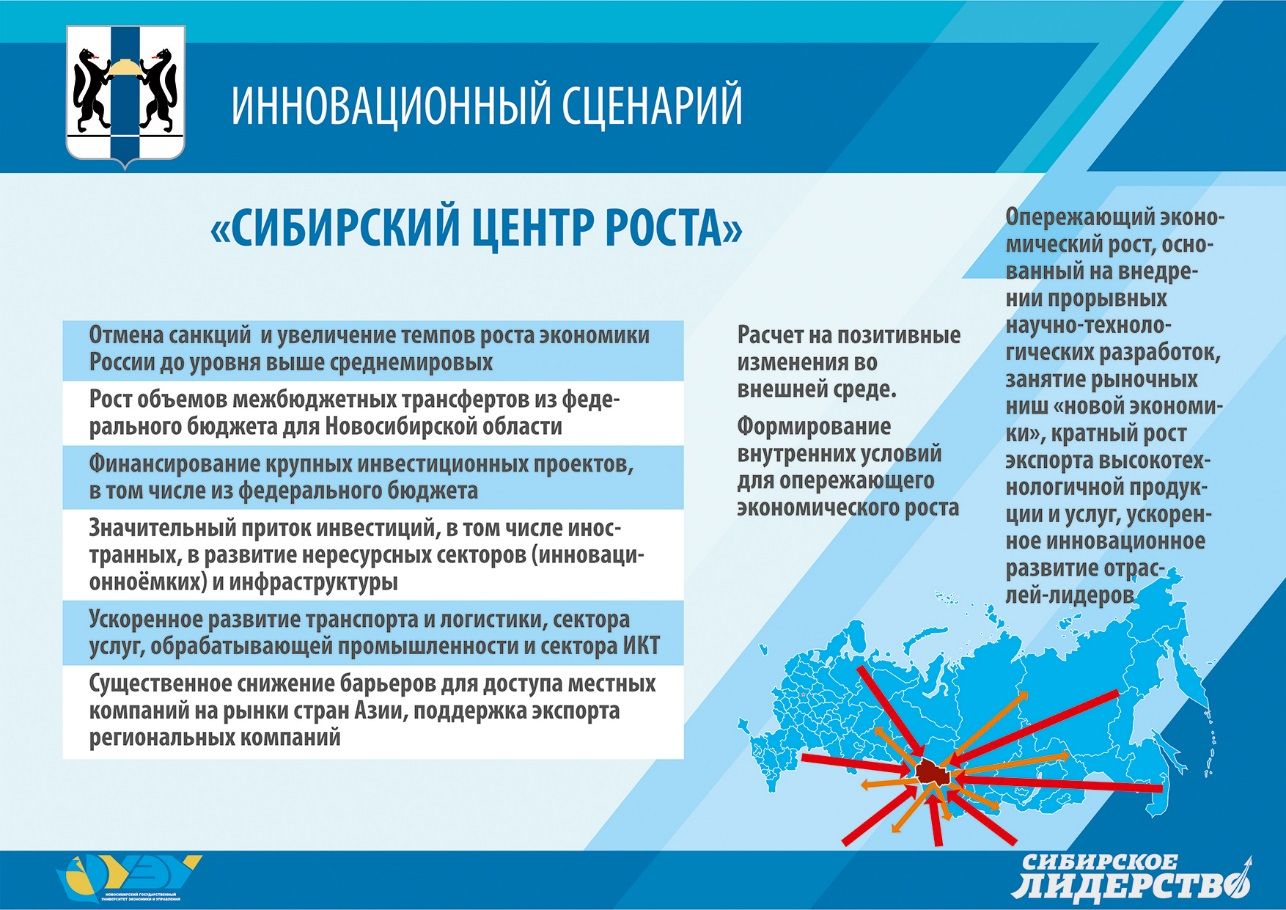 ИННОВАЦИОННЫЙ СЦЕНАРИЙ
«СИБИРСКИЙ ЦЕНТР РОСТА»
Отмена санкций и увеличение темпов роста экономики
России до уровня выше среднемировых
Рост объемов межбюджетных трансфертов из феде-
рального бюджета для Новосибирской области
Финансирование крупных инвестиционных проектов,
в том числе из федерального бюджета
Значительный приток инвестиций, в том числе инос-
транных, в развитие нересурсных секторов (инноваци-
онноёмких) и инфраструктуры
Ускоренное развитие транспорта и логистики, сектора
услуг, обрабатывающей промышленности и сектора ИКТ
Существенное снижение барьеров для доступа местных
компаний на рынки стран Азии, поддержка экспорта
региональных компаний
Расчет на позитивные
изменения во
внешней среде.
Формирование
внутренних условий
для опережающего
экономического роста
Опережающий эконо-
мический рост, осно-
ванный на внедре-
нии прорывных
научно-техноло-
гических разработок,
занятие рыночных
ниш «новой экономи-
ки», кратный рост
экспорта высокотех-
нологичной продук-
ции и услуг, ускорен-
ное инновационное
развитие отрас-
лей-лидеров
НОВОСИБИРСКИЙ ГОСУДАРСТВЕННЫЙ
УНИВЕРСИТЕТ ЭКОНОМИКИ И УПРАВЛЕНИЯ
СИБИРСКОЕ
ЛИДЕРСТВО